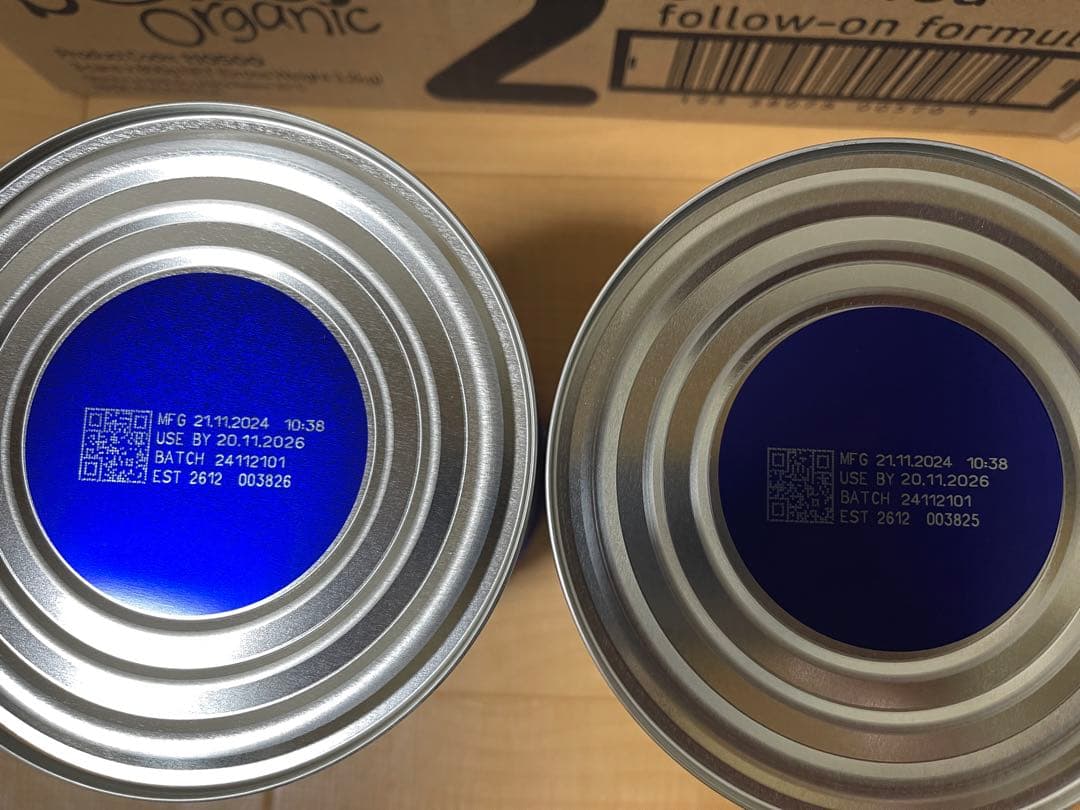 Organic
2
follow-on formul
MFG 21.11.2024 10:38
USE BY 20.11.2026
BATCH 24112101
EST 2612 003826
MFG 21.11.2024 10:38
USE BY 20.11.2026
BATCH 24112101
EST 2612 003825